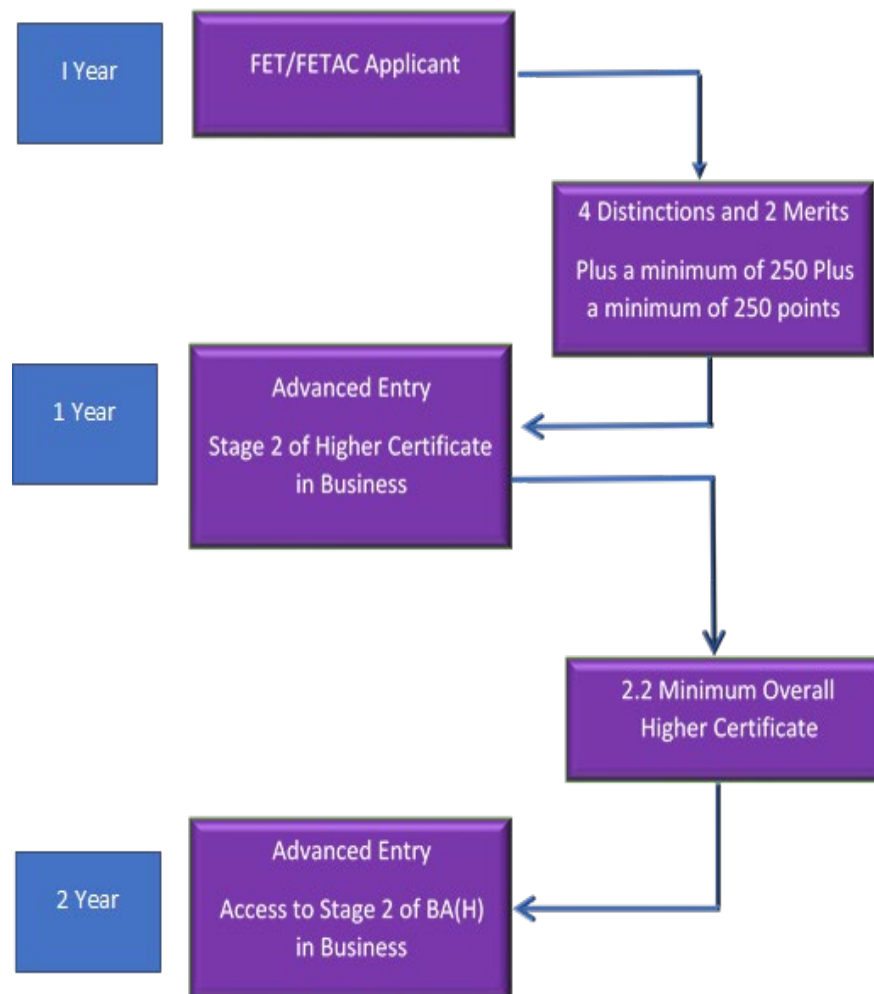 I Year
FET/FETAC Applicant
4 Distinctions and 2 Merits
Plus a minimum of 250 Plus
a minimum of 250 points
1 Year
Advanced Entry
Stage 2 of Higher Certificate
in Business
2.2 Minimum Overall
Higher Certificate
2 Year
Advanced Entry
Access to Stage 2 of BA(H)
in Business